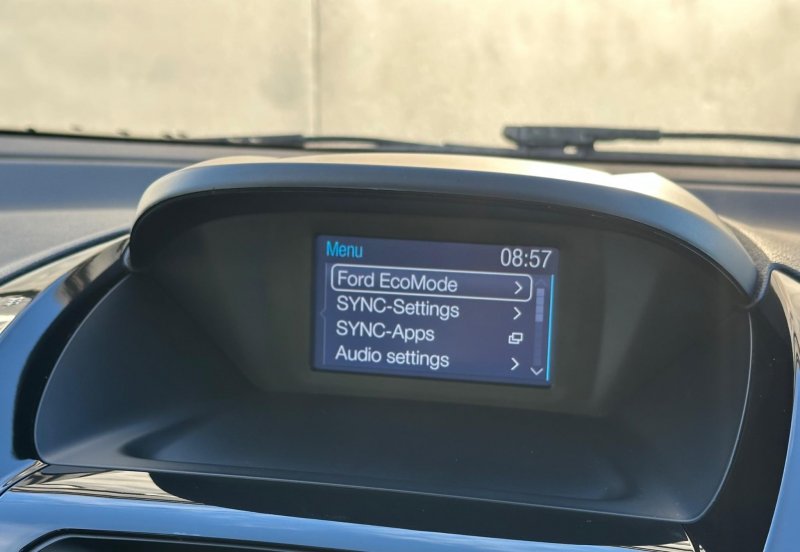 Menu 08:57
Ford EcoMode
SYNC-Settings
SYNC-Apps
Audio settings